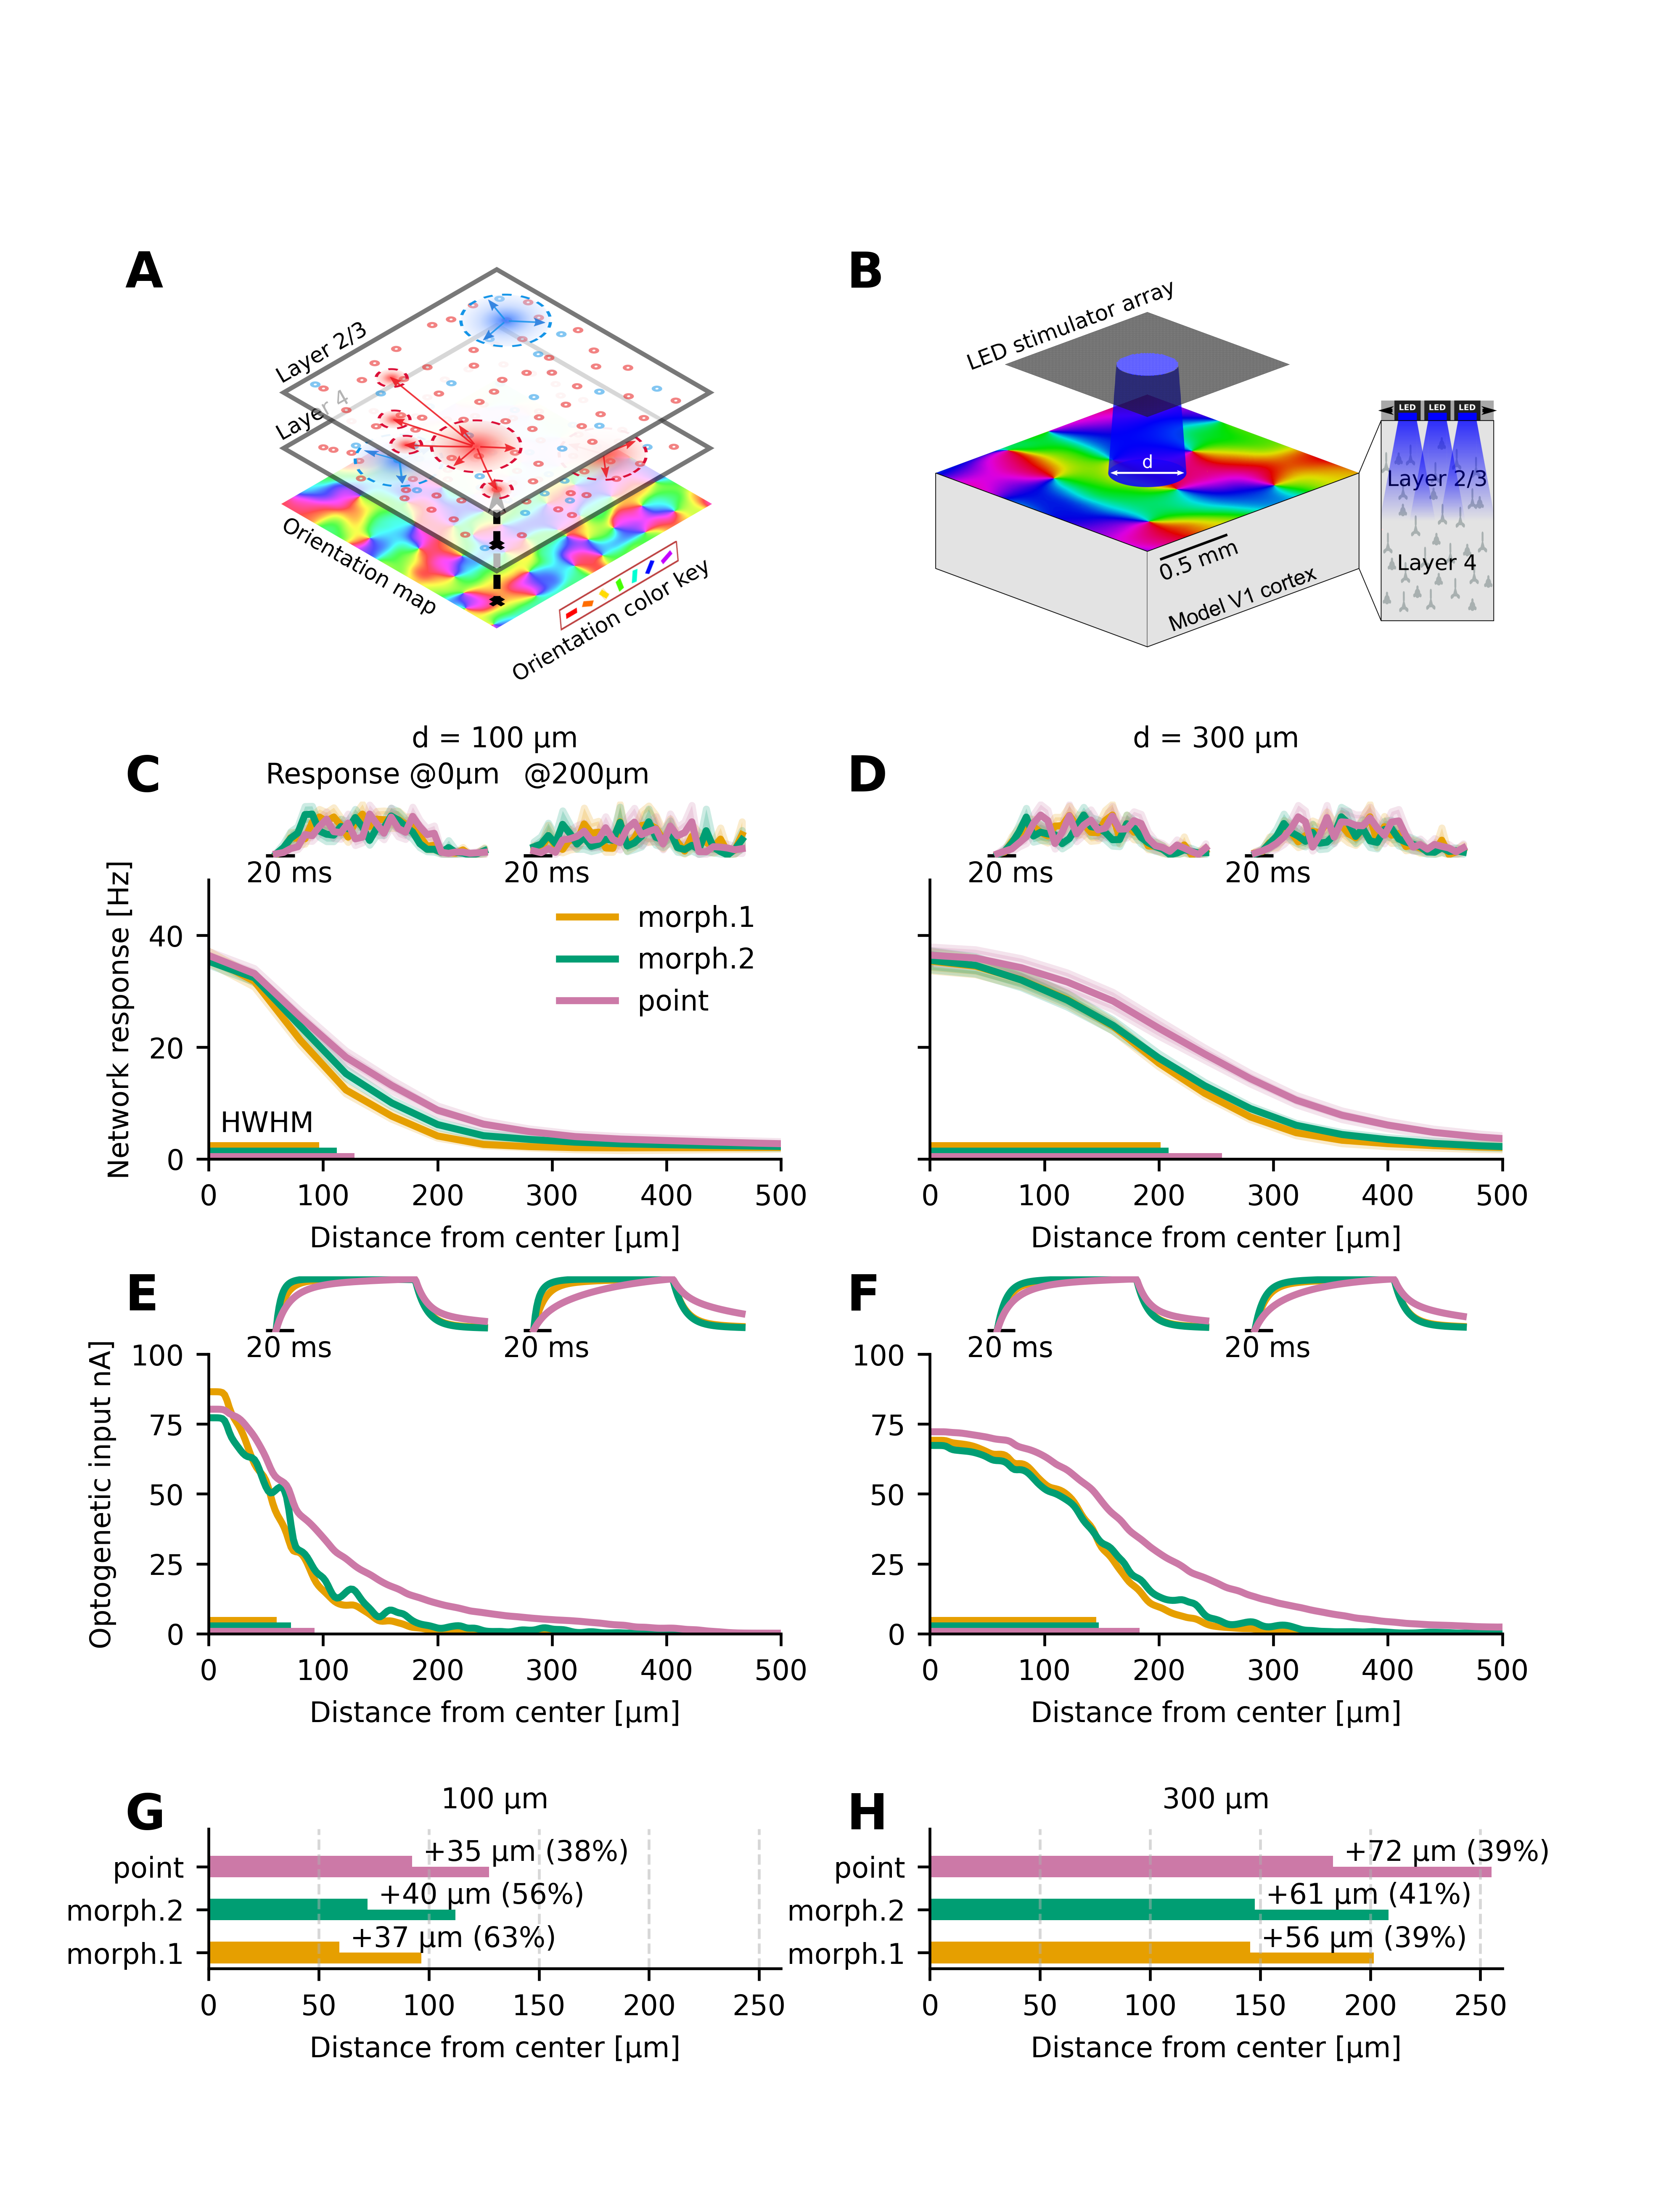 A
Layer 2/3
Layer 4
Orientation map
Orientation color key
B
LED stimulator array
d
0.5 mm
Model V1 cortex
LED LED LED
Layer 2/3
Layer 4
d = 100 µm
C
Response @0µm @200µm
20 ms 20 ms
Network response [Hz]
40
20
0
morph.1
morph.2
point
HWHM
0 100 200 300 400 500
Distance from center [µm]
d = 300 µm
D
20 ms 20 ms
0 100 200 300 400 500
Distance from center [µm]
E
20 ms 20 ms
Optogenetic input nA]
100
75
50
25
0
0 100 200 300 400 500
Distance from center [µm]
F
20 ms 20 ms
100
75
50
25
0
0 100 200 300 400 500
Distance from center [µm]
G
100 µm
point
+35 µm (38%)
morph.2
+40 µm (56%)
morph.1
+37 µm (63%)
0 50 100 150 200 250
Distance from center [µm]
H
300 µm
point
+72 µm (39%)
morph.2
+61 µm (41%)
morph.1
+56 µm (39%)
0 50 100 150 200 250
Distance from center [µm]